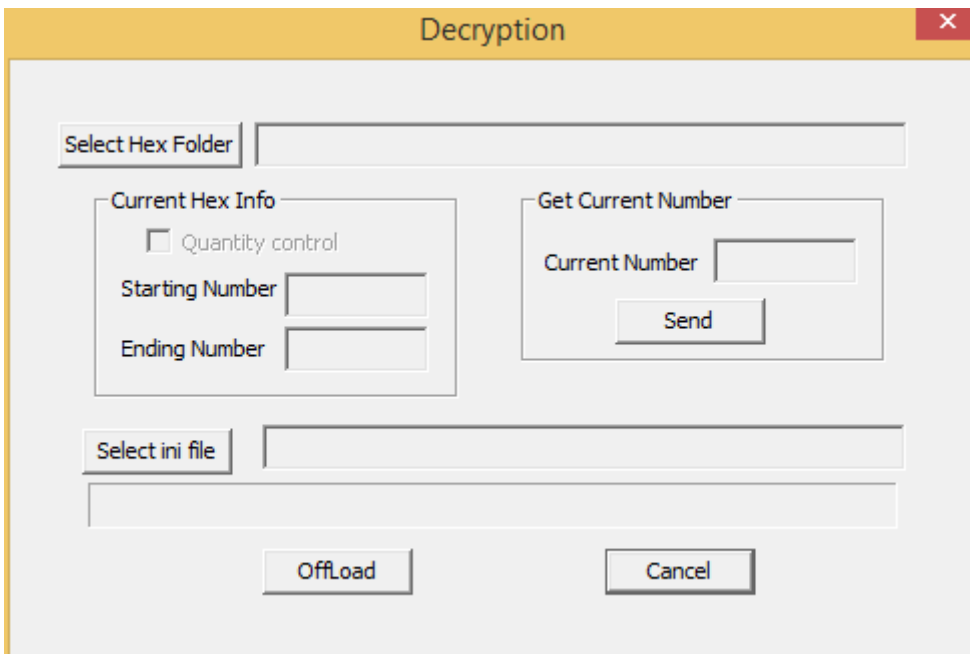 Decryption
Select Hex Folder
Current Hex Info
Quantity control
Starting Number
Ending Number
Get Current Number
Current Number
Send
Select ini file
OffLoad
Cancel